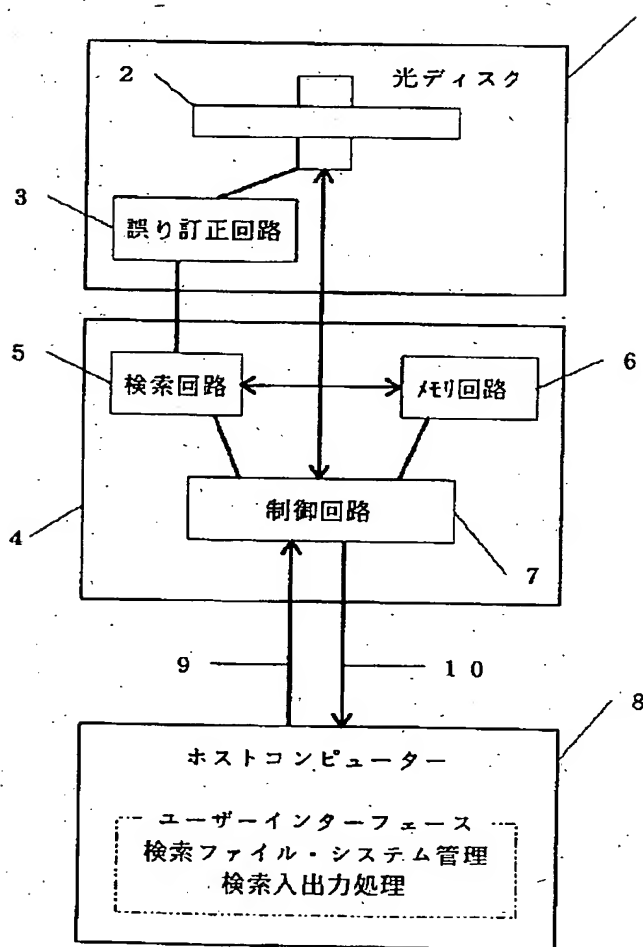 2
光ディスク
3
誤り訂正回路
5
検索回路
メモリ回路
6
制御回路
4
7
9
10
8
ホストコンピューター
ユーザーインターフェース
検索ファイル・システム管理
検索入出力処理